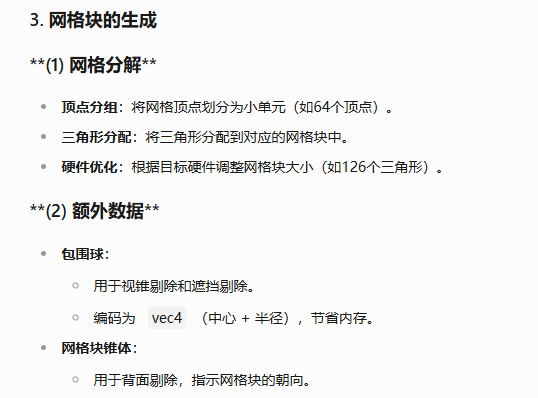 3. 网格块的生成
**(1) 网格分解**
顶点分组：将网格顶点划分为小单元（如64个顶点）。
三角形分配：将三角形分配到对应的网格块中。
硬件优化：根据目标硬件调整网格块大小（如126个三角形）。
**(2) 额外数据**
包围球：
用于视锥剔除和遮挡剔除。
编码为 vec4 （中心 + 半径），节省内存。
网格块锥体：
用于背面剔除，指示网格块的朝向。